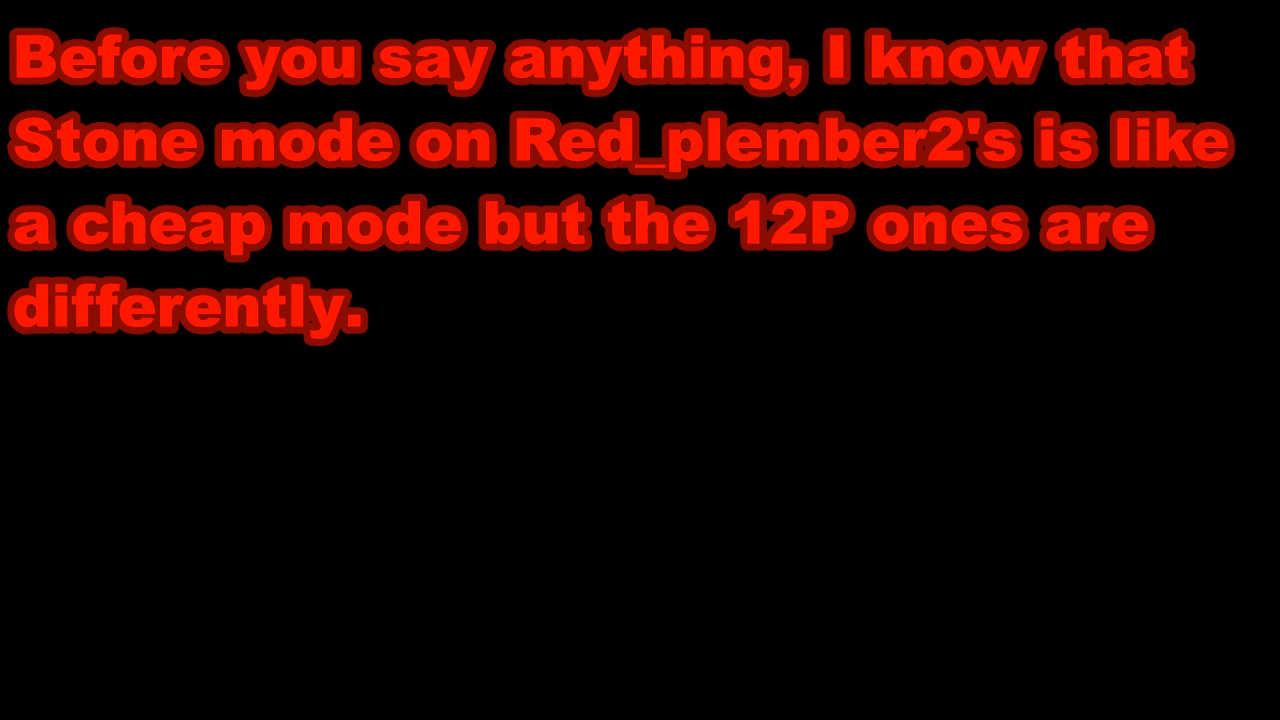 Before you say anything, I know that
Stone mode on Red_plember2's is like
a cheap mode but the 12P ones are
differently.